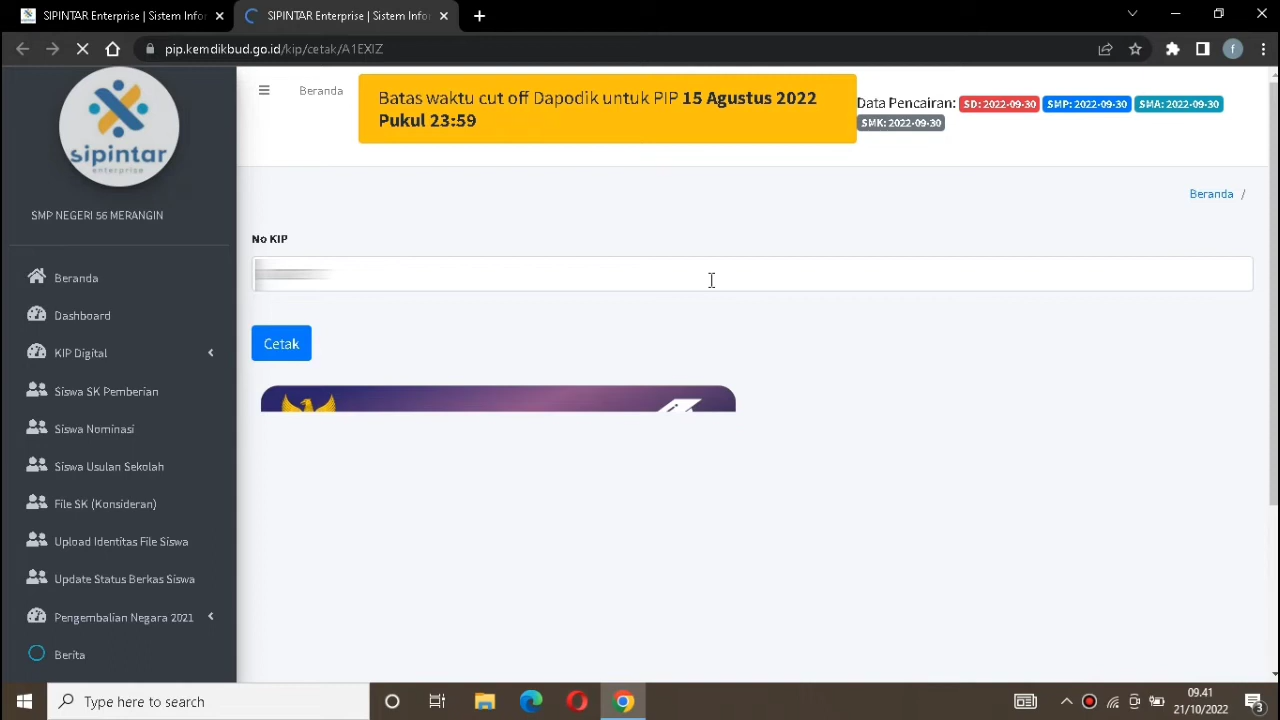 SIPINTAR Enterprise | Sistem Infor
SIPINTAR Enterprise | Sistem Infor
pip.kemdikbud.go.id/kip/cetak/A1EXIZ
f
sipintar
enterprise
SMP NEGERI 56 MERANGIN
Beranda
Dashboard
KIP Digital
Siswa SK Pemberian
Siswa Nominasi
Siswa Usulan Sekolah
File SK (Konsideran)
Upload Identitas File Siswa
Update Status Berkas Siswa
Pengembalian Negara 2021
Berita
Beranda
Batas waktu cut off Dapodik untuk PIP 15 Agustus 2022
Pukul 23:59
Data Pencairan: SD: 2022-09-30 SMP: 2022-09-30 SMA: 2022-09-30
SMK: 2022-09-30
Beranda /
No KIP
Cetak
Type here to search
09.41
21/10/2022
3